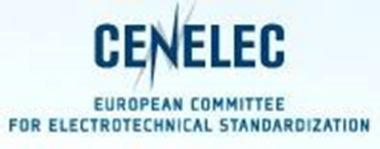 CENELEC
EUROPEAN COMMITTEE
FOR ELECTROTECHNICAL STANDARDIZATION